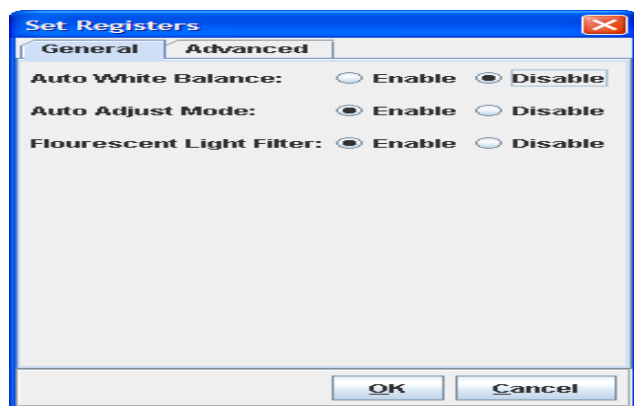 Set Registers
General Advanced
Auto White Balance: Enable Disable
Auto Adjust Mode: Enable Disable
Flourescent Light Filter: Enable Disable
OK Cancel